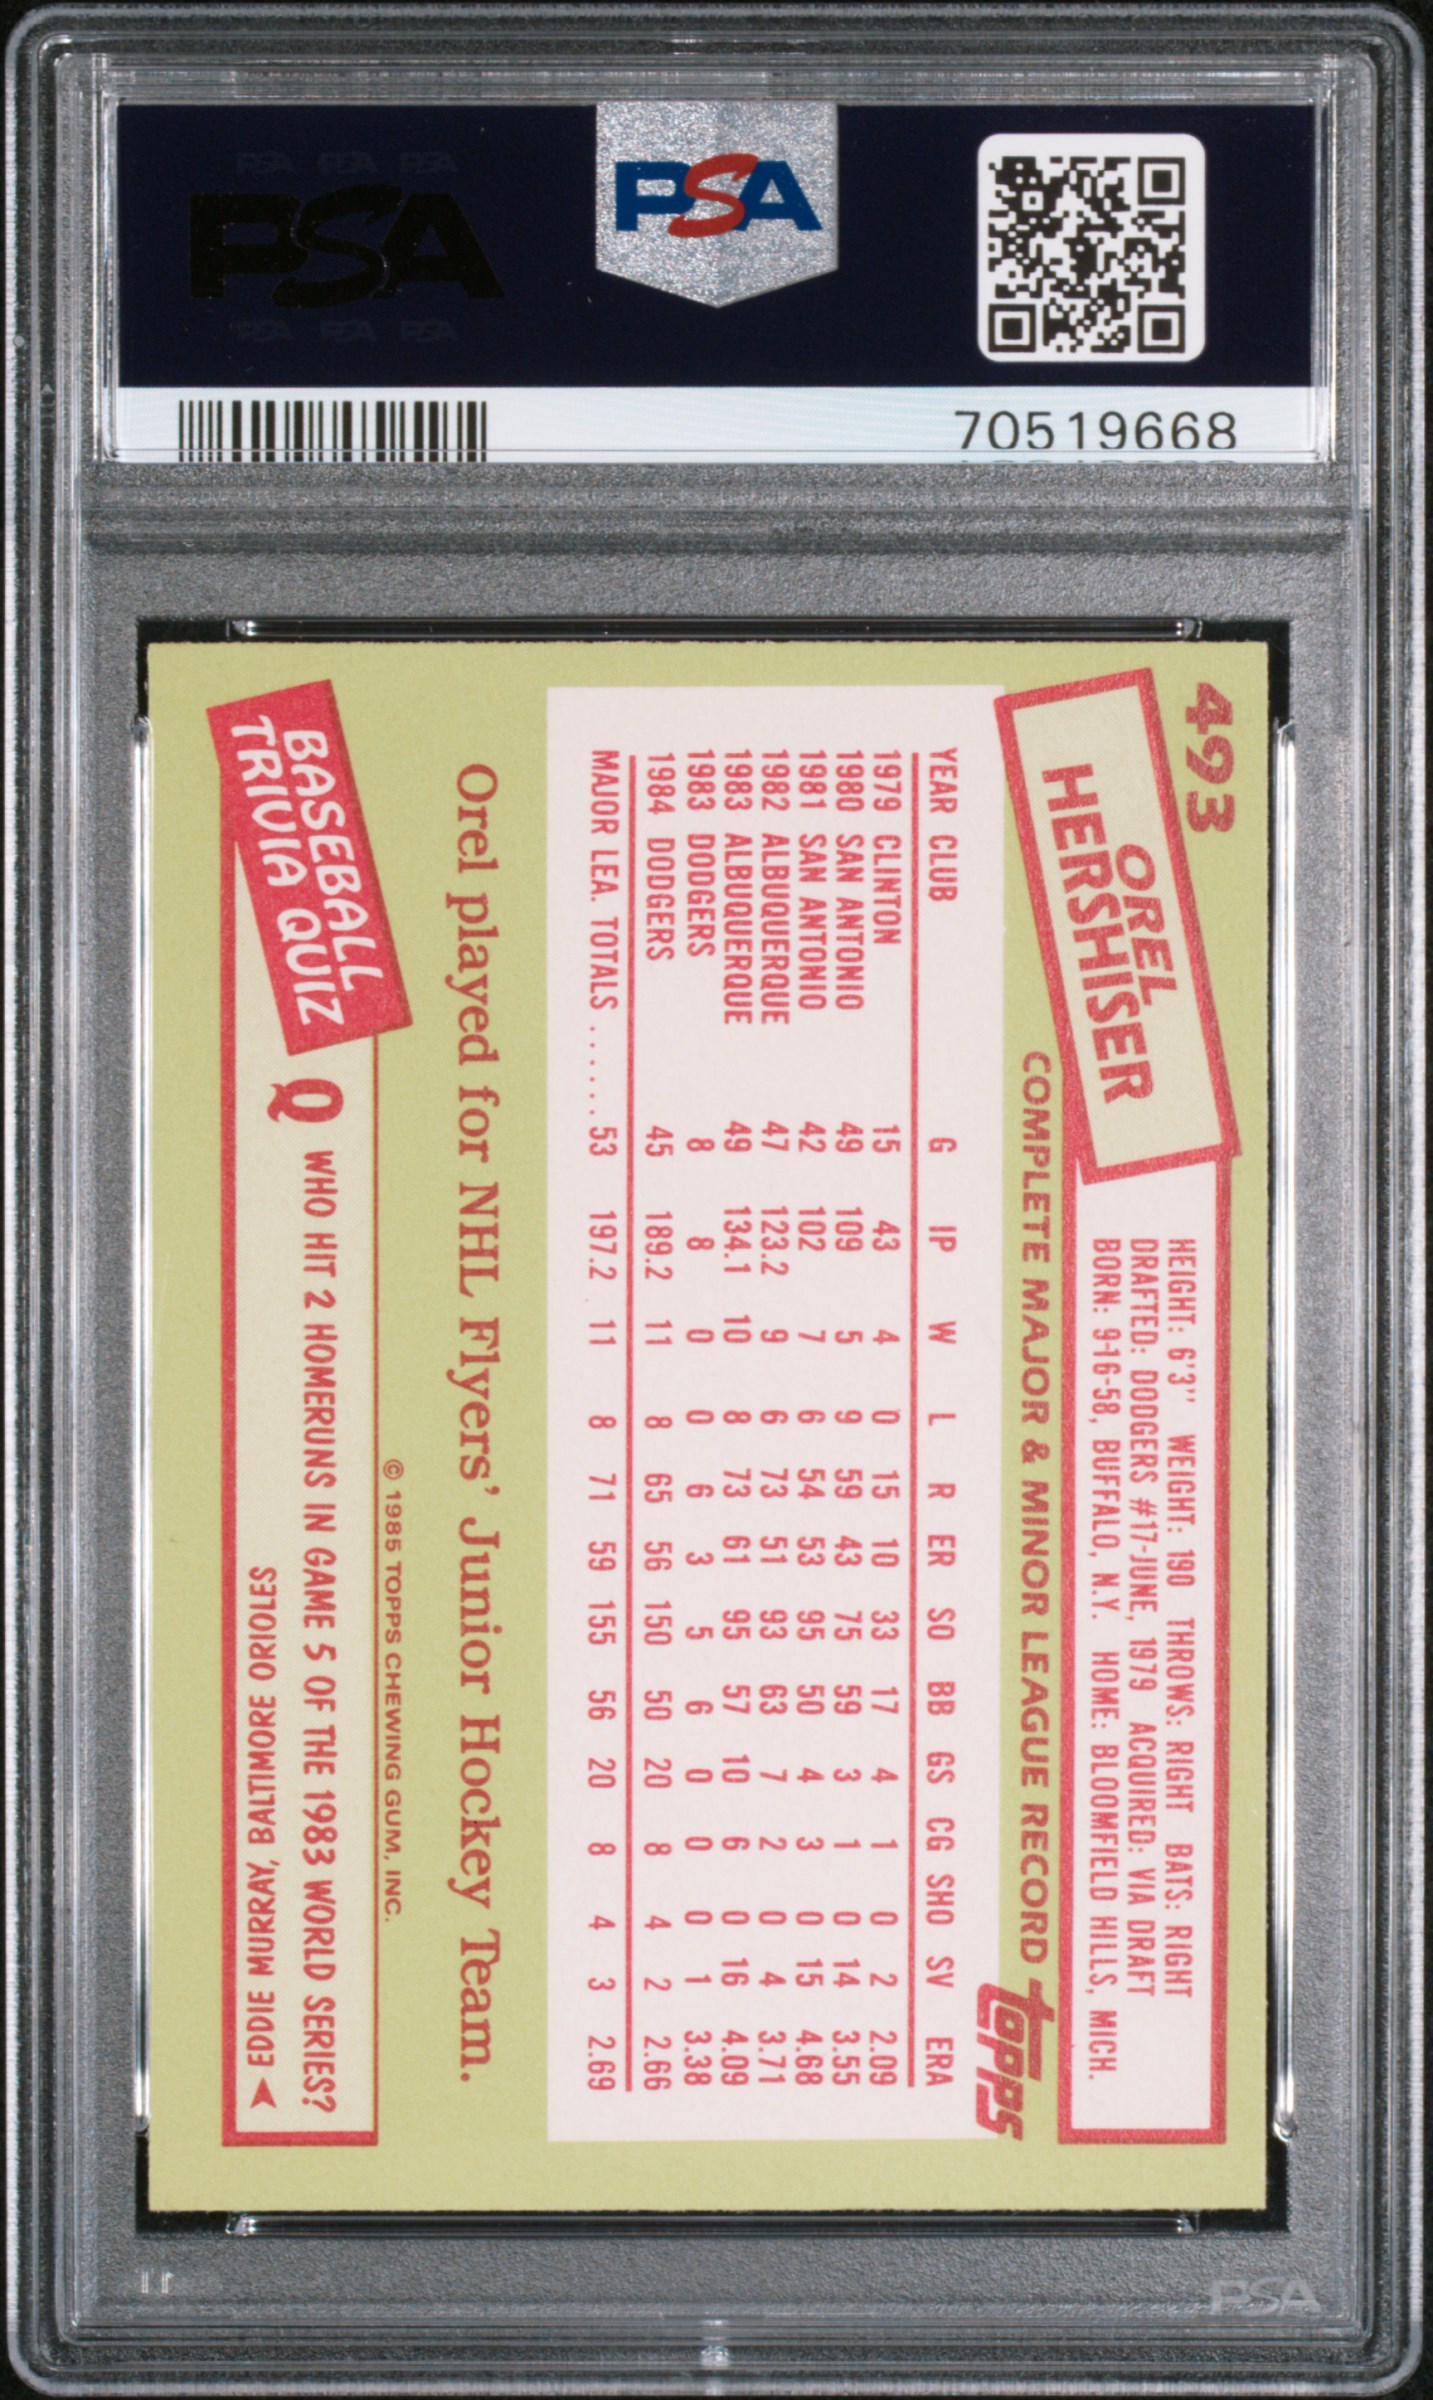 PSA PSA PSA
PSA
PSA PSA PSA
PSA
70519668
493
OREL
HERSHISER
HEIGHT: 6'3" WEIGHT: 190 THROWS: RIGHT BATS: RIGHT
DRAFTED: DODGERS #17-JUNE, 1979 ACQUIRED: VIA DRAFT
BORN: 9-16-58, BUFFALO, N.Y. HOME: BLOOMFIELD HILLS, MICH.
COMPLETE MAJOR & MINOR LEAGUE RECORD
Topps
YEAR CLUB G IP W L R ER SO BB GS CG SHO SV ERA
1979 CLINTON 15 43 4 0 15 10 33 17 4 1 0 2 2.09
1980 SAN ANTONIO 49 109 5 9 59 43 75 59 3 1 0 14 3.55
1981 SAN ANTONIO 42 102 7 6 54 53 95 50 4 3 0 15 4.68
1982 ALBUQUERQUE 47 123.2 9 6 73 51 93 63 7 2 0 4 3.71
1983 ALBUQUERQUE 49 134.1 10 8 73 61 95 57 10 6 0 16 4.09
1983 DODGERS 8 8 0 0 6 3 5 6 0 0 0 1 3.38
1984 DODGERS 45 189.2 11 8 65 56 150 50 20 8 4 2 2.66
MAJOR LEA. TOTALS ...... 53 197.2 11 8 71 59 155 56 20 8 4 3 2.69
Orel played for NHL Flyers' Junior Hockey Team.
© 1985 TOPPS CHEWING GUM, INC.
BASEBALL
TRIVIA QUIZ
Q WHO HIT 2 HOMERUNS IN GAME 5 OF THE 1983 WORLD SERIES?
EDDIE MURRAY, BALTIMORE ORIOLES
PSA